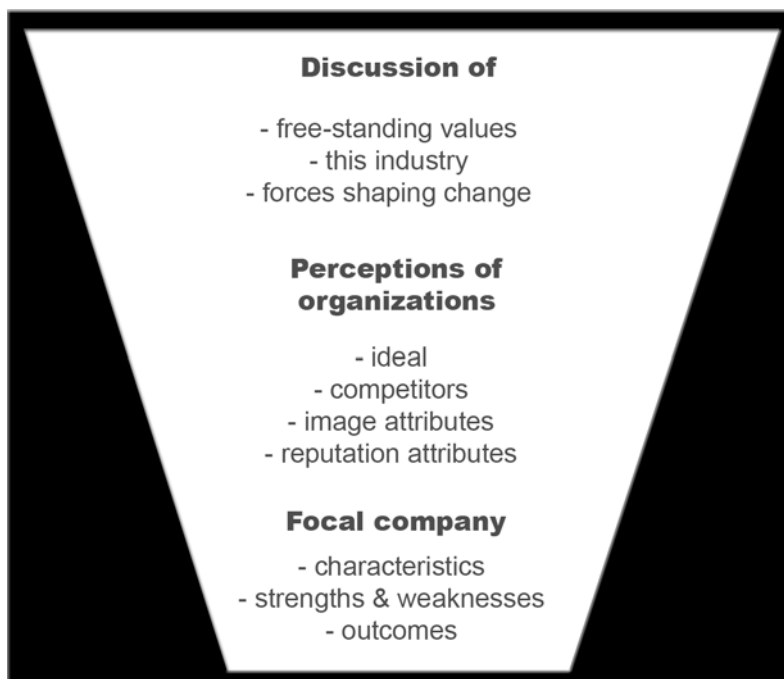 Discussion of
- free-standing values
- this industry
- forces shaping change
Perceptions of
organizations
- ideal
- competitors
- image attributes
- reputation attributes
Focal company
- characteristics
- strengths & weaknesses
- outcomes